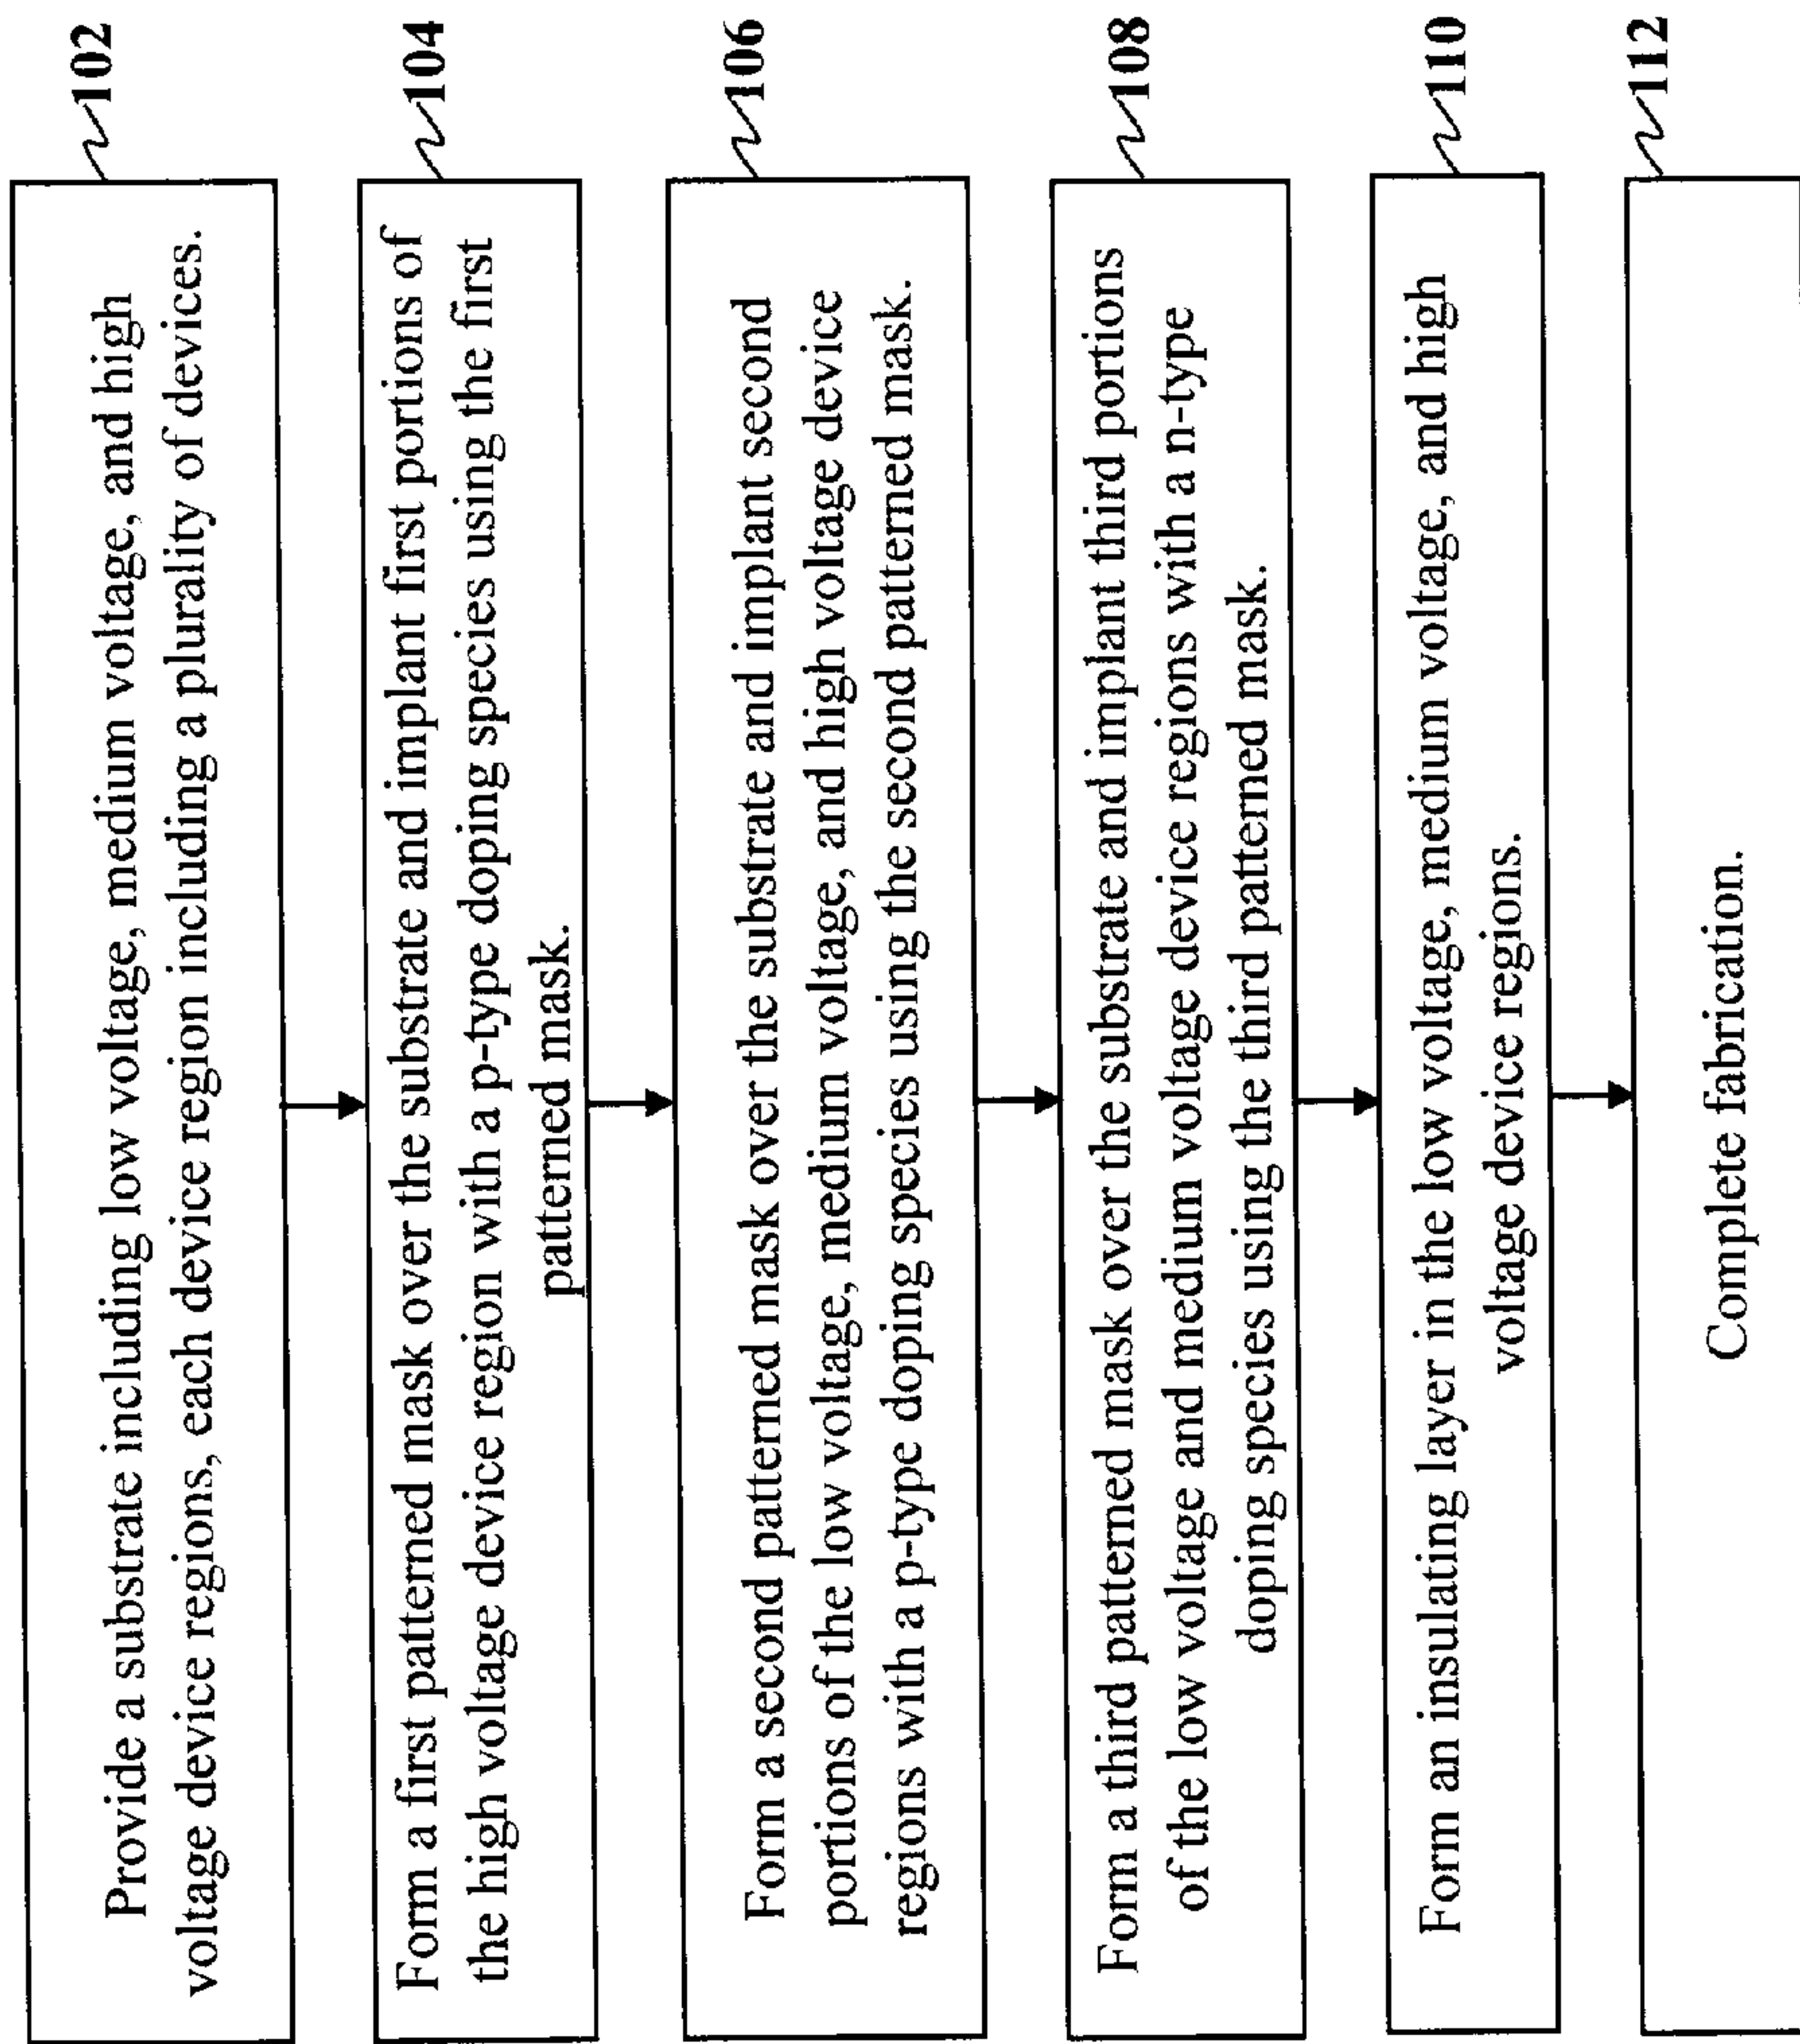 102
Provide a substrate including low voltage, medium voltage, and high
voltage device regions, each device region including a plurality of devices.
104
Form a first patterned mask over the substrate and implant first portions of
the high voltage device region with a p-type doping species using the first
patterned mask.
106
Form a second patterned mask over the substrate and implant second
portions of the low voltage, medium voltage, and high voltage device
regions with a p-type doping species using the second patterned mask.
108
Form a third patterned mask over the substrate and implant third portions
of the low voltage and medium voltage device regions with a n-type
doping species using the third patterned mask.
110
Form an insulating layer in the low voltage, medium voltage, and high
voltage device regions.
112
Complete fabrication.